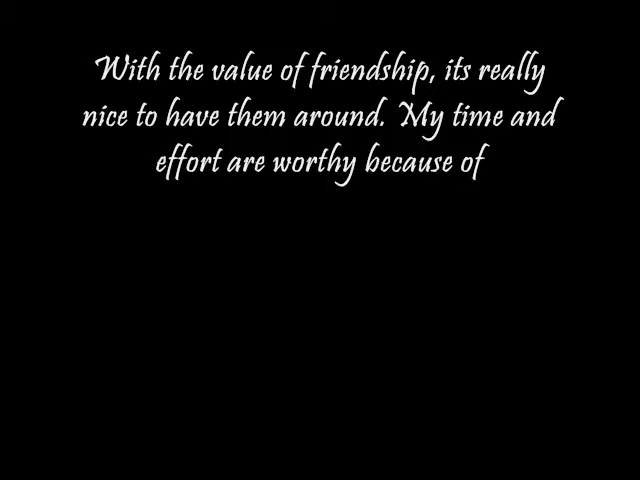 With the value of friendship, its really
nice to have them around. My time and
effort are worthy because of